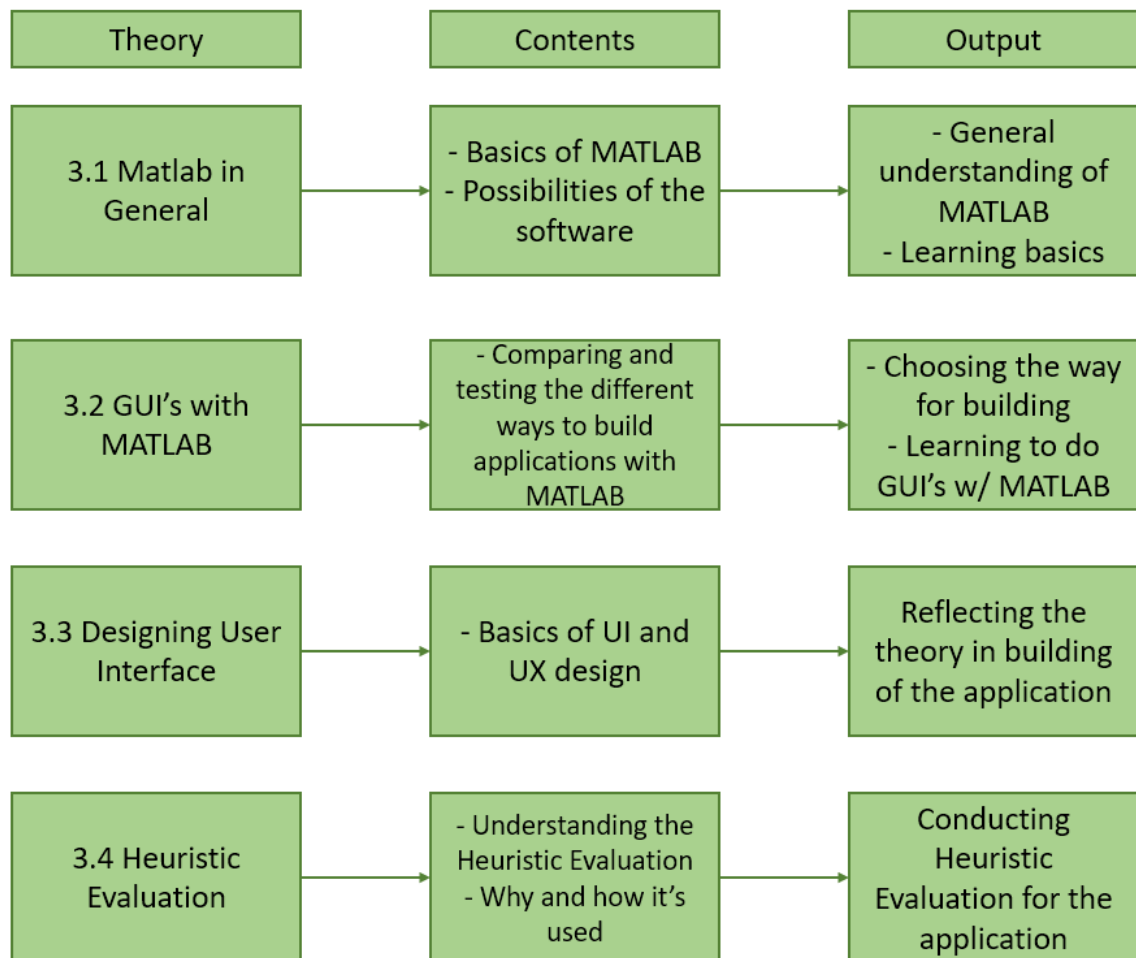 Theory
Contents
Output
3.1 Matlab in
General
- Basics of MATLAB
- Possibilities of the
software
- General
understanding of
MATLAB
- Learning basics
3.2 GUI's with
MATLAB
- Comparing and
testing the different
ways to build
applications with
MATLAB
- Choosing the way
for building
- Learning to do
GUI's w/ MATLAB
3.3 Designing User
Interface
- Basics of UI and
UX design
Reflecting the
theory in building
of the application
3.4 Heuristic
Evaluation
- Understanding the
Heuristic Evaluation
- Why and how it's
used
Conducting
Heuristic
Evaluation for the
application